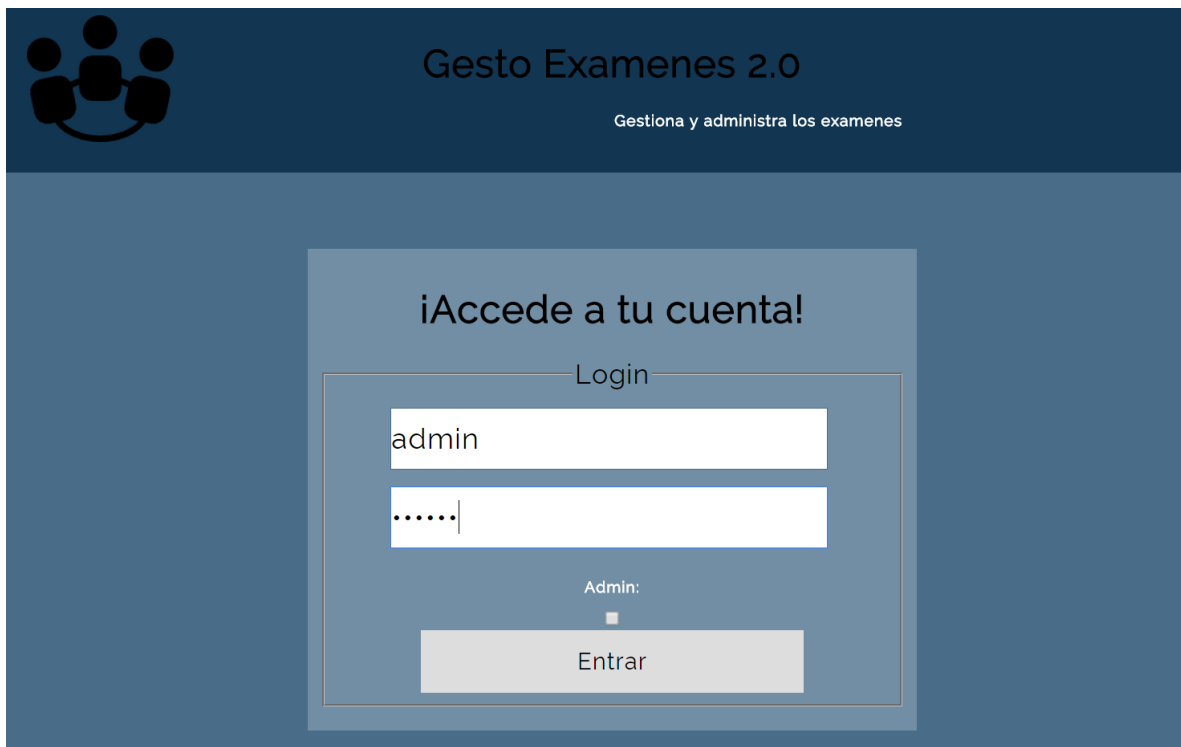 Gesto Examenes 2.0
Gestiona y administra los examenes
¡Accede a tu cuenta!
Login
admin
••••••
Admin:
Entrar